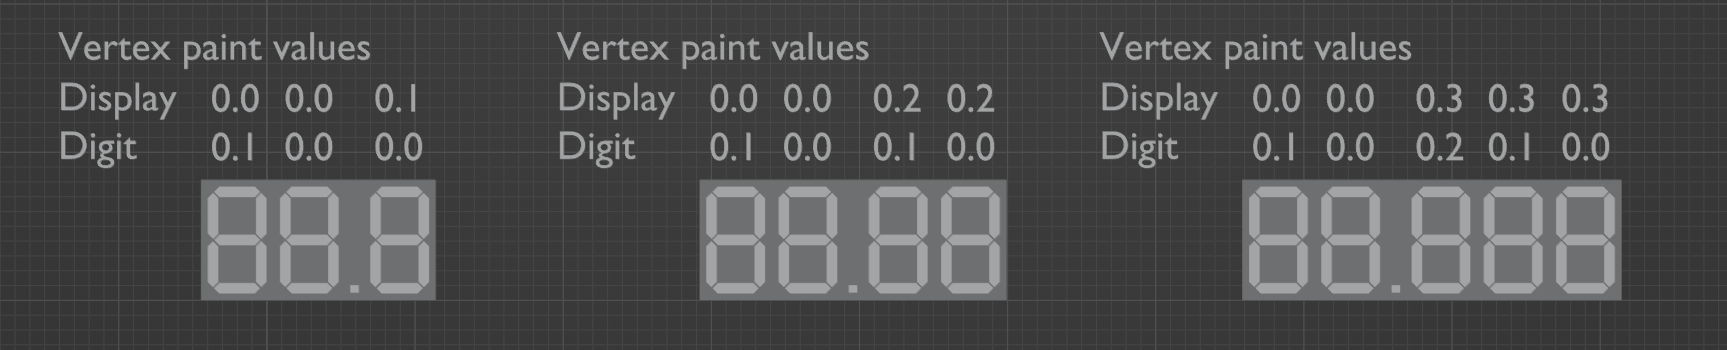 Vertex paint values
Display 0.0 0.0 0.1
Digit 0.1 0.0 0.0
88.8
Vertex paint values
Display 0.0 0.0 0.2 0.2
Digit 0.1 0.0 0.1 0.0
88.88
Vertex paint values
Display 0.0 0.0 0.3 0.3 0.3
Digit 0.1 0.0 0.2 0.1 0.0
88.888